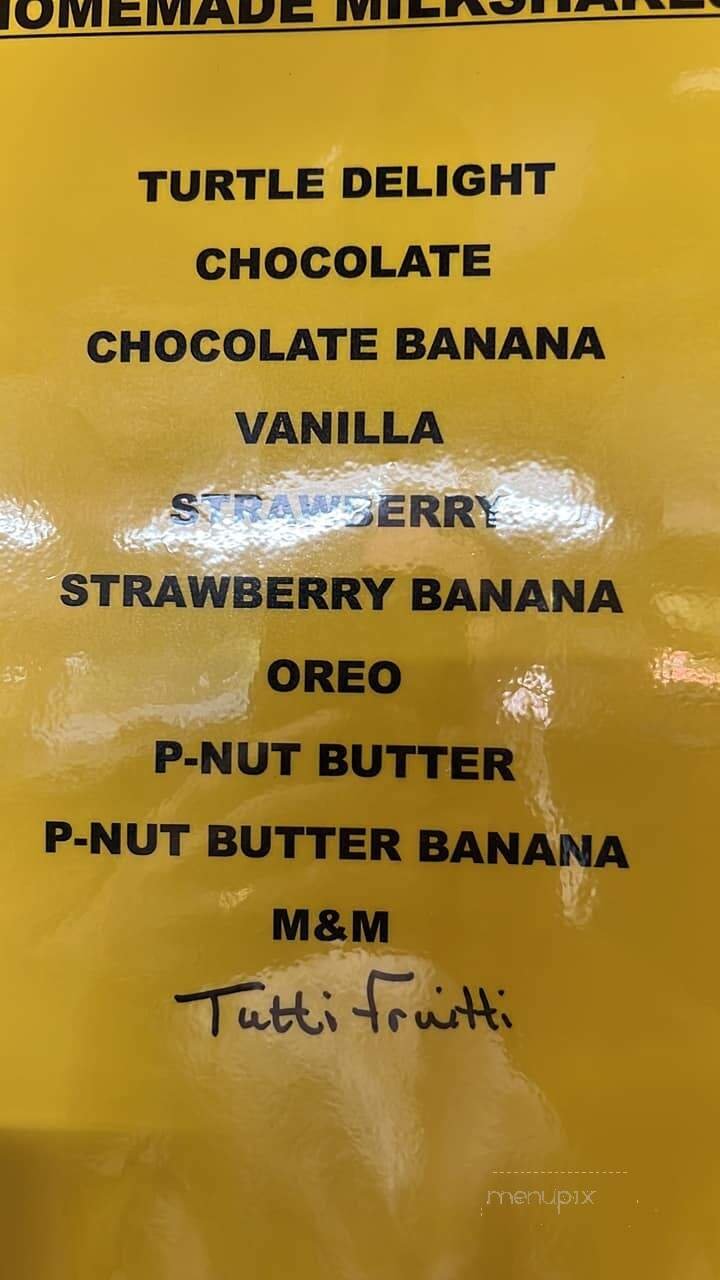 HOMEMADE MILKSHAKES
TURTLE DELIGHT
CHOCOLATE
CHOCOLATE BANANA
VANILLA
STRAWBERRY
STRAWBERRY BANANA
OREO
P-NUT BUTTER
P-NUT BUTTER BANANA
M&M
Tutti Fruitti
menupix